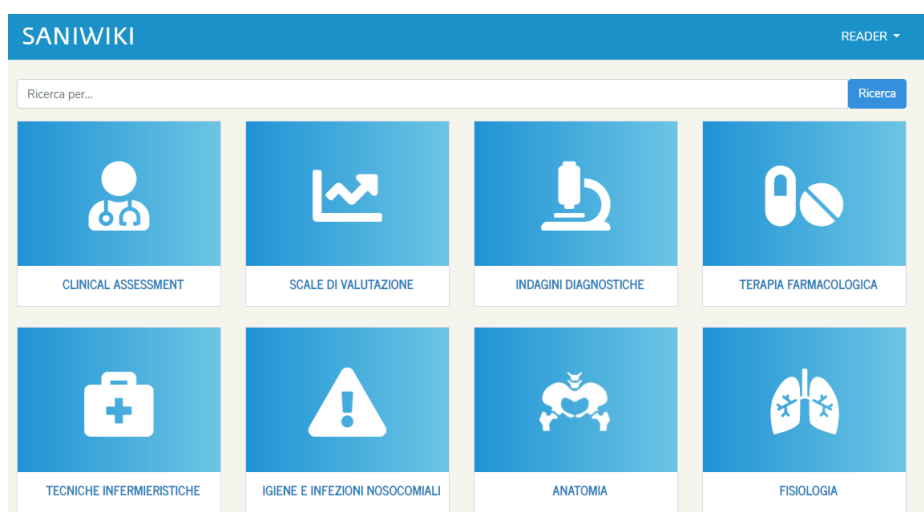 SANIWIKI
READER
Ricerca per...
Ricerca
CLINICAL ASSESSMENT
SCALE DI VALUTAZIONE
INDAGINI DIAGNOSTICHE
TERAPIA FARMACOLOGICA
TECNICHE INFERMIERISTICHE
IGIENE E INFEZIONI NOSOCOMIALI
ANATOMIA
FISIOLOGIA